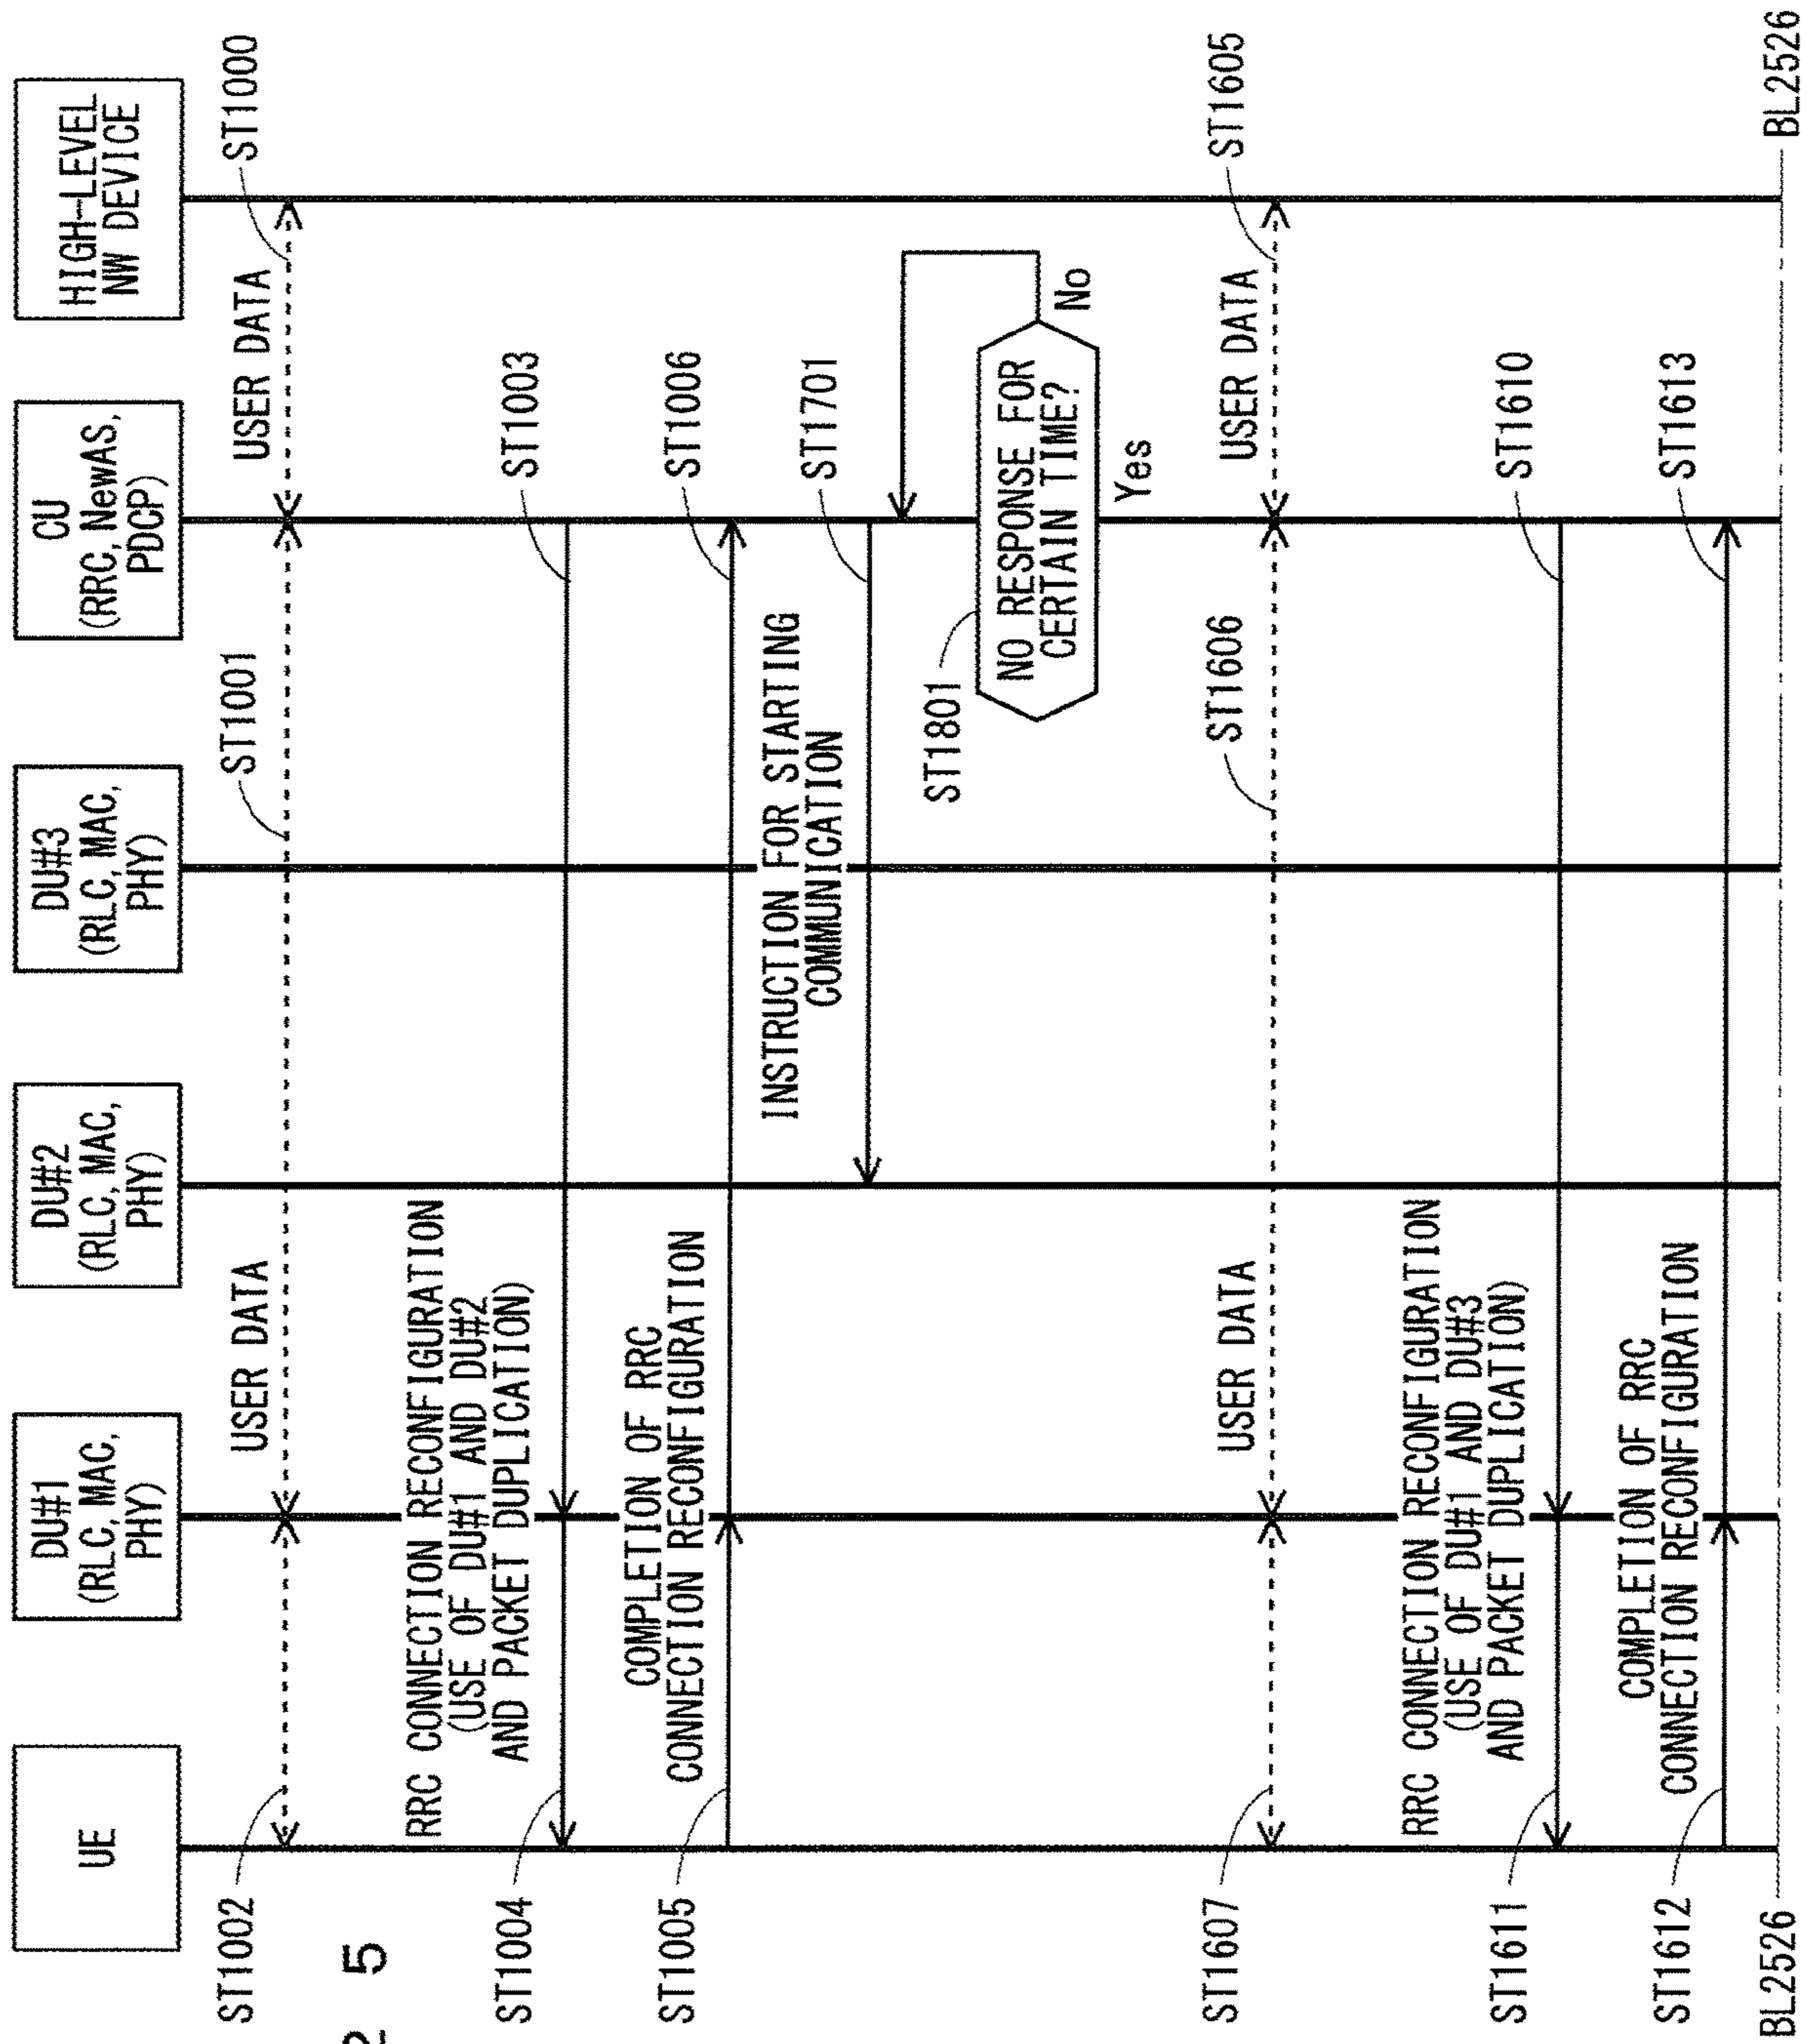 UE
DU#1
(RLC, MAC,
PHY)
DU#2
(RLC, MAC,
PHY)
DU#3
(RLC, MAC,
PHY)
CU
(RRC, NewAS,
PDCP)
HIGH-LEVEL
NW DEVICE
ST1002
USER DATA
ST1001
USER DATA
ST1000
2 5
RRC CONNECTION RECONFIGURATION
(USE OF DU#1 AND DU#2
AND PACKET DUPLICATION)
ST1004
ST1003
COMPLETION OF RRC
CONNECTION RECONFIGURATION
ST1005
ST1006
INSTRUCTION FOR STARTING
COMMUNICATION
ST1701
ST1801
NO RESPONSE FOR
CERTAIN TIME?
No
Yes
ST1607
USER DATA
ST1606
USER DATA
ST1605
RRC CONNECTION RECONFIGURATION
(USE OF DU#1 AND DU#3
AND PACKET DUPLICATION)
ST1611
ST1610
COMPLETION OF RRC
CONNECTION RECONFIGURATION
ST1612
ST1613
BL2526
BL2526